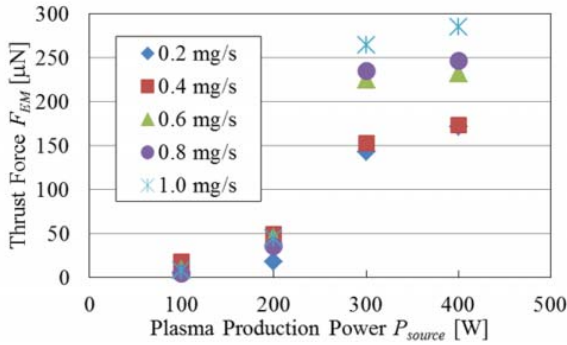 300
250
200
150
100
50
0
Thrust Force F_EM [μN]
0.2 mg/s
0.4 mg/s
0.6 mg/s
0.8 mg/s
1.0 mg/s
0 100 200 300 400 500
Plasma Production Power P_source [W]